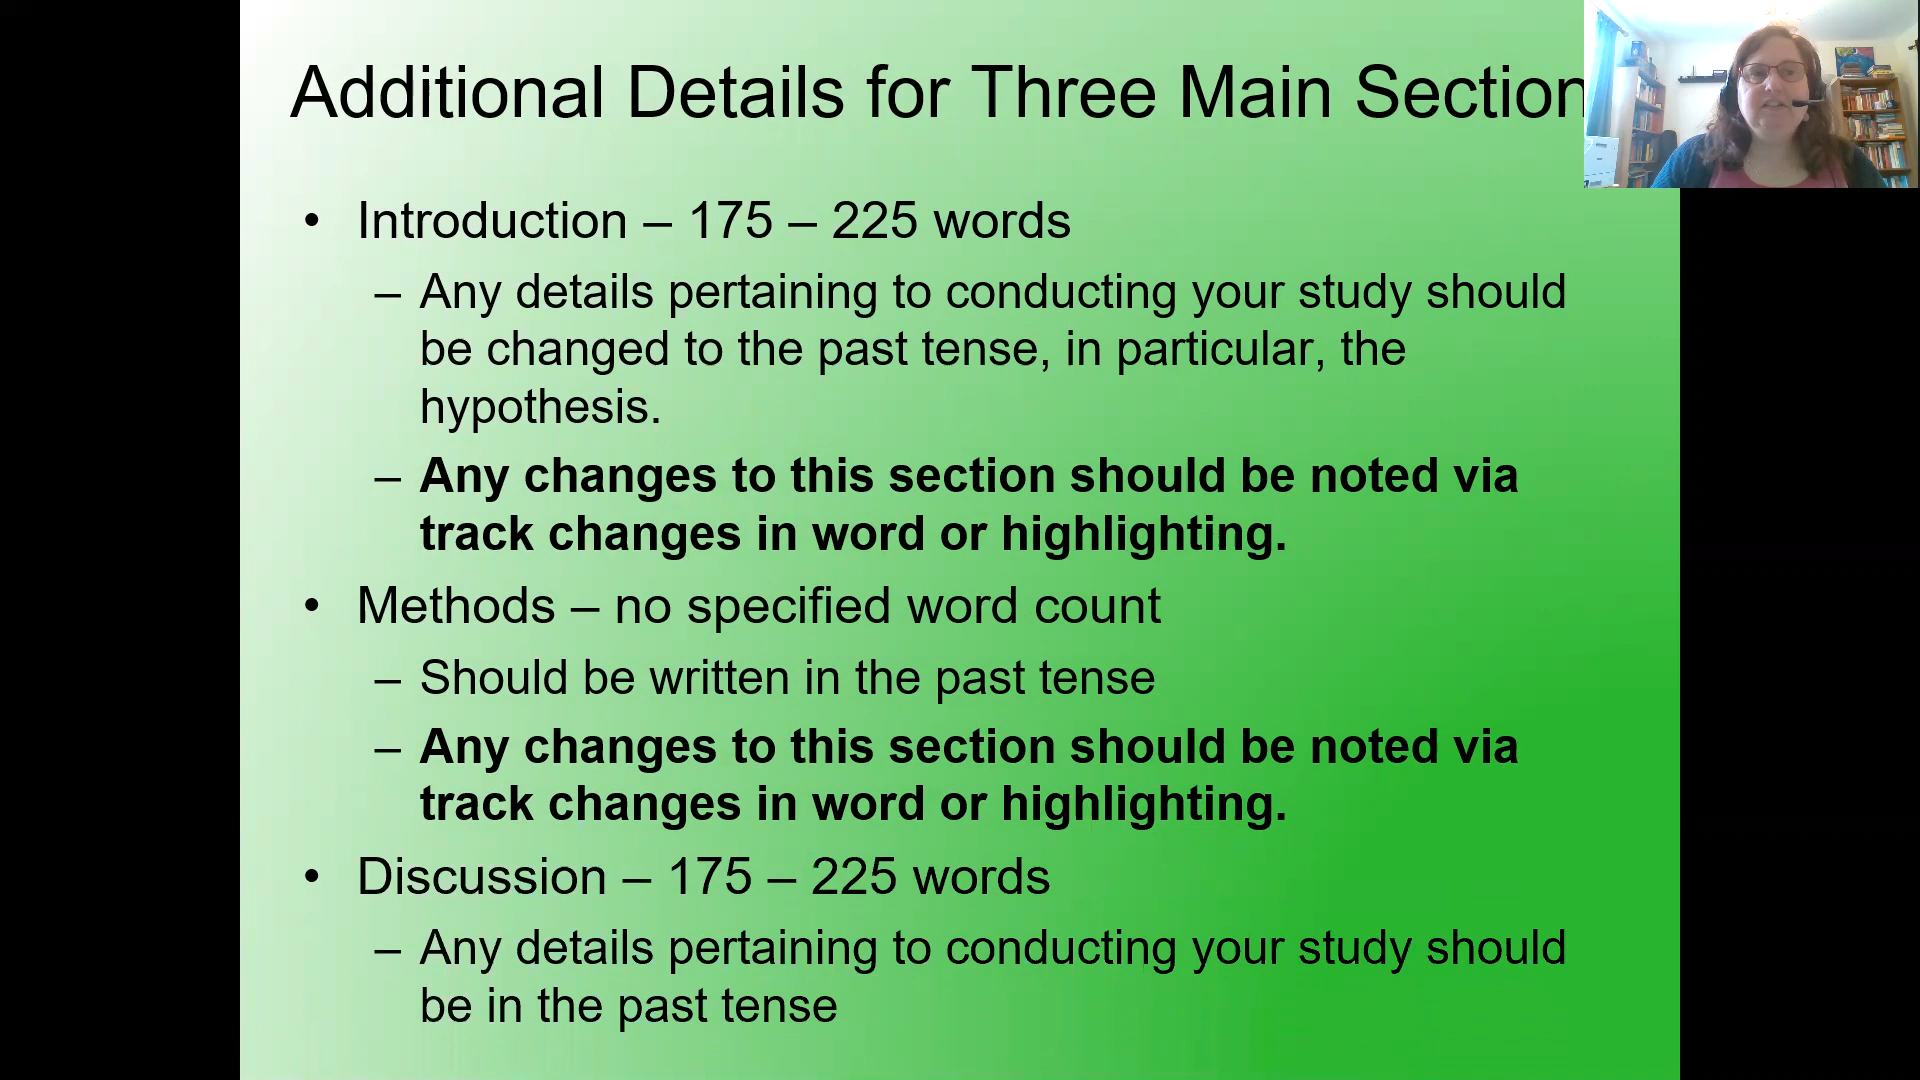 Additional Details for Three Main Section
• Introduction – 175 – 225 words
– Any details pertaining to conducting your study should
be changed to the past tense, in particular, the
hypothesis.
– Any changes to this section should be noted via
track changes in word or highlighting.
• Methods – no specified word count
– Should be written in the past tense
– Any changes to this section should be noted via
track changes in word or highlighting.
• Discussion – 175 – 225 words
– Any details pertaining to conducting your study should
be in the past tense